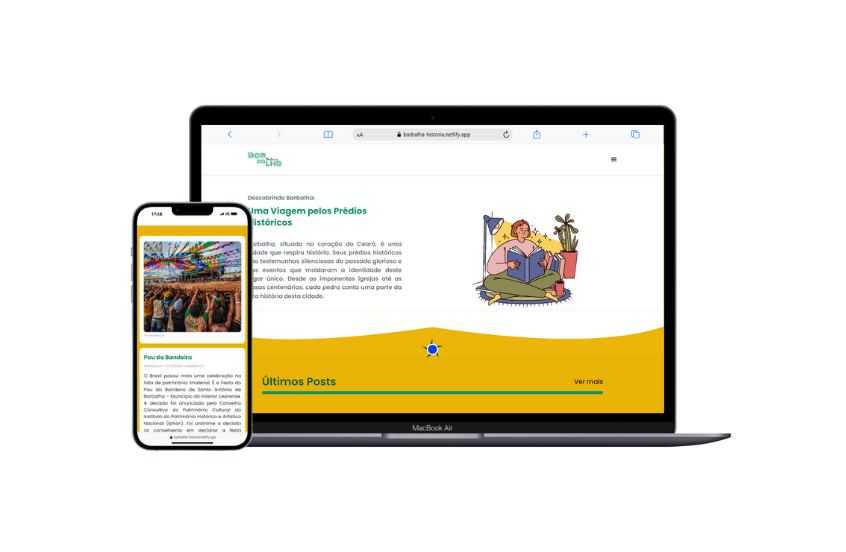 barbalha-historia.netlify.app
BAR
BA
LHA
Descobrindo Barbalha:
Uma Viagem pelos Prédios
Históricos
Barbalha, situada no coração do Ceará, é uma
cidade que respira história. Seus prédios históricos
testemunhas silenciosas do passado glorioso e
eventos que moldaram a identidade deste
lugar único. Desde as imponentes igrejas até as
casas centenárias, cada pedra conta uma parte da
rica história desta cidade.
Últimos Posts
Ver mais
MacBook Air
17:58
5G
Pau da Bandeira
O Brasil possui mais uma celebração na
lista de patrimônio imaterial. É a Festa do
Pau da Bandeira de Santo Antônio de
Barbalha – Município do interior cearense.
A decisão foi anunciada pelo Conselho
Consultivo do Patrimônio Cultural do
Instituto do Patrimônio Histórico e Artístico
Nacional (Iphan). Foi unânime a decisão
os conselheiros em declarar a festa
barbalha-historia.netlify.app